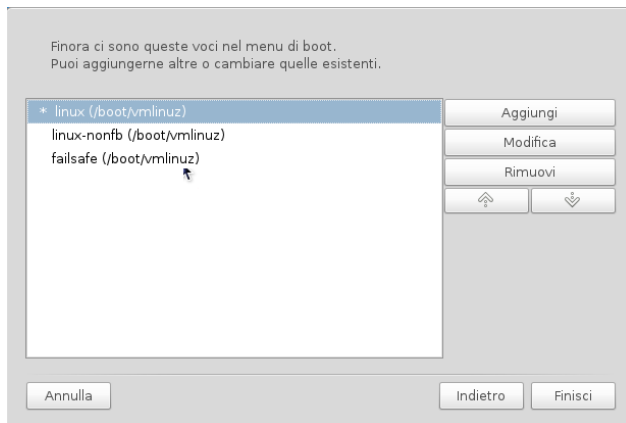 Finora ci sono queste voci nel menu di boot.
Puoi aggiungerne altre o cambiare quelle esistenti.
* linux (/boot/vmlinuz)
linux-nonfb (/boot/vmlinuz)
failsafe (/boot/vmlinuz)
Aggiungi
Modifica
Rimuovi
Annulla
Indietro
Finisci